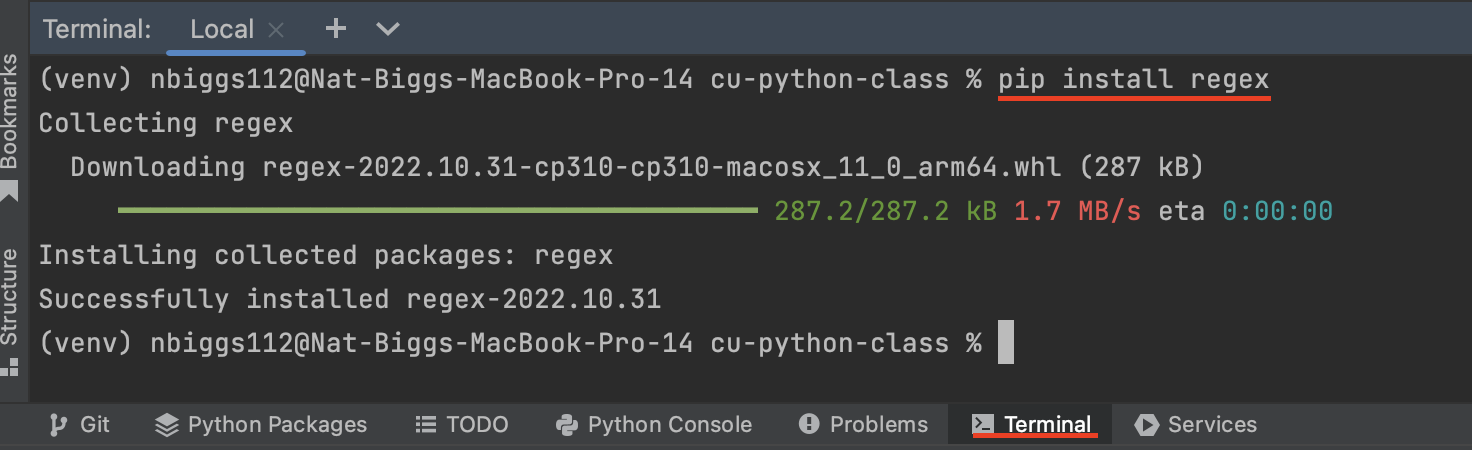 Terminal: Local
(venv) nbiggs112@Nat-Biggs-MacBook-Pro-14 cu-python-class % pip install regex
Collecting regex
Downloading regex-2022.10.31-cp310-cp310-macosx_11_0_arm64.whl (287 kB)
287.2/287.2 kB 1.7 MB/s eta 0:00:00
Installing collected packages: regex
Successfully installed regex-2022.10.31
(venv) nbiggs112@Nat-Biggs-MacBook-Pro-14 cu-python-class %
Bookmarks
Structure
Git Python Packages TODO Python Console Problems Terminal Services